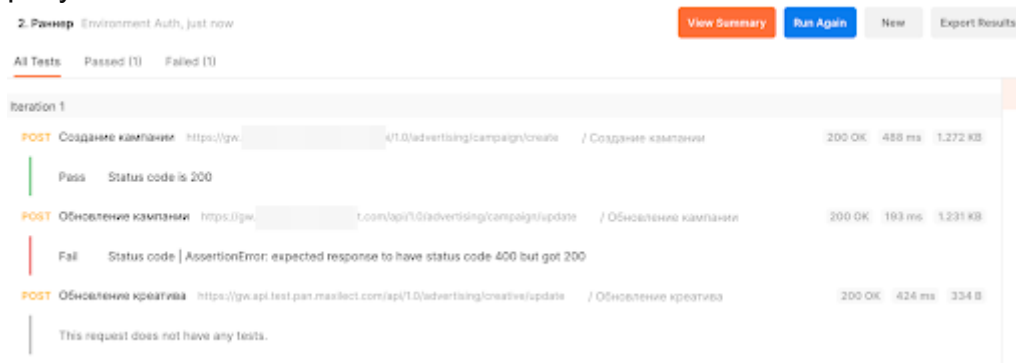 2. Раннер Environment Auth, just now View Summary Run Again New Export Results
All Tests Passed (1) Failed (1)
Iteration 1
POST Создание кампании https://gw. /1.0/advertising/campaign/create / Создание кампании 200 OK 488 ms 1.272 KB
Pass Status code is 200
POST Обновление кампании https://gw. t.com/api/1.0/advertising/campaign/update / Обновление кампании 200 OK 193 ms 1.231 KB
Fail Status code | AssertionError: expected response to have status code 400 but got 200
POST Обновление креатива https://gw.api.test.pan.maxilect.com/api/1.0/advertising/creative/update / Обновление креатива 200 OK 424 ms 334 B
This request does not have any tests.